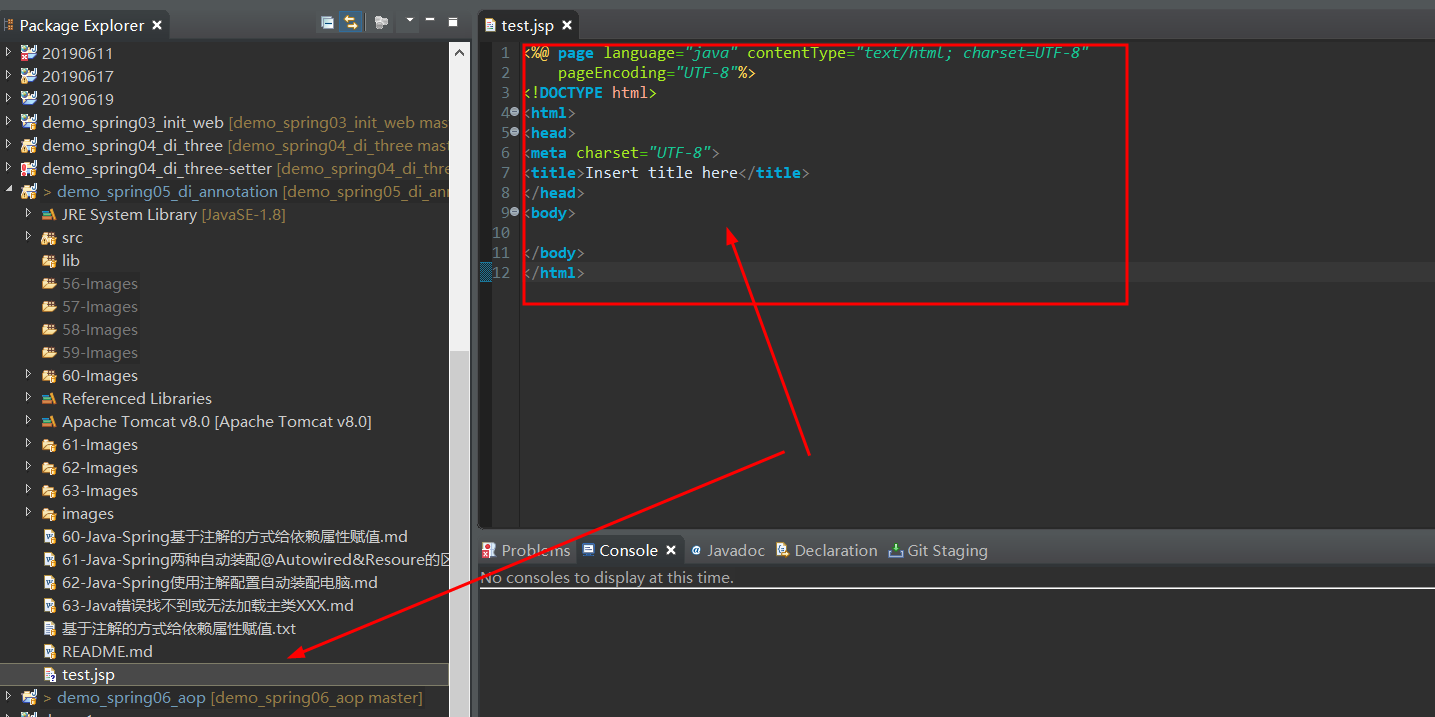 Package Explorer
20190611
20190617
20190619
demo_spring03_init_web [demo_spring03_init_web mas
demo_spring04_di_three [demo_spring04_di_three mast
demo_spring04_di_three-setter [demo_spring04_di_thre
> demo_spring05_di_annotation [demo_spring05_di_ann
JRE System Library [JavaSE-1.8]
src
lib
56-Images
57-Images
58-Images
59-Images
60-Images
Referenced Libraries
Apache Tomcat v8.0 [Apache Tomcat v8.0]
61-Images
62-Images
63-Images
images
60-Java-Spring基于注解的方式给依赖属性赋值.md
61-Java-Spring两种自动装配@Autowired&Resoure的区
62-Java-Spring使用注解配置自动装配电脑.md
63-Java错误找不到或无法加载主类XXX.md
基于注解的方式给依赖属性赋值.txt
README.md
test.jsp
> demo_spring06_aop [demo_spring06_aop master]
test.jsp
1 <%@ page language="java" contentType="text/html; charset=UTF-8"
2 pageEncoding="UTF-8"%>
3 <!DOCTYPE html>
4 <html>
5 <head>
6 <meta charset="UTF-8">
7 <title>Insert title here</title>
8 </head>
9 <body>
10
11 </body>
12 </html>
Problems Console Javadoc Declaration Git Staging
No consoles to display at this time.